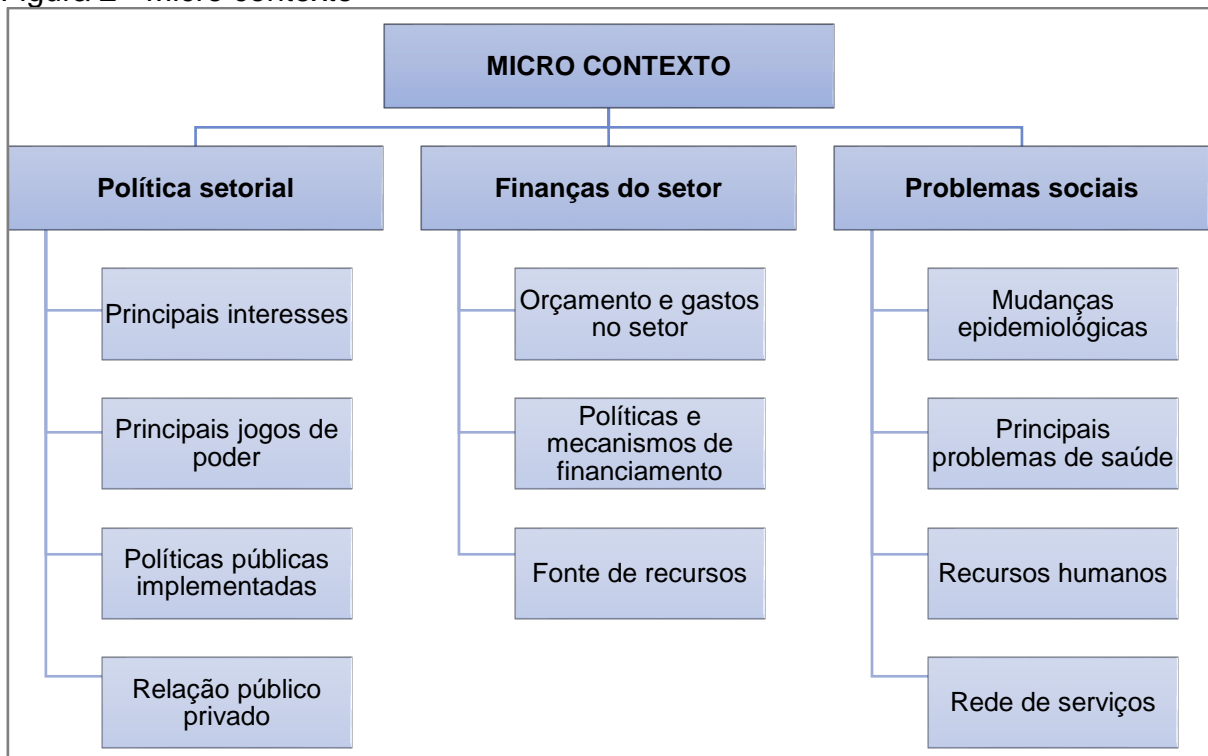 Figura 2 - Micro contexto
MICRO CONTEXTO
Política setorial
Principais interesses
Principais jogos de
poder
Políticas públicas
implementadas
Relação público
privado
Finanças do setor
Orçamento e gastos
no setor
Políticas e
mecanismos de
financiamento
Fonte de recursos
Problemas sociais
Mudanças
epidemiológicas
Principais
problemas de saúde
Recursos humanos
Rede de serviços